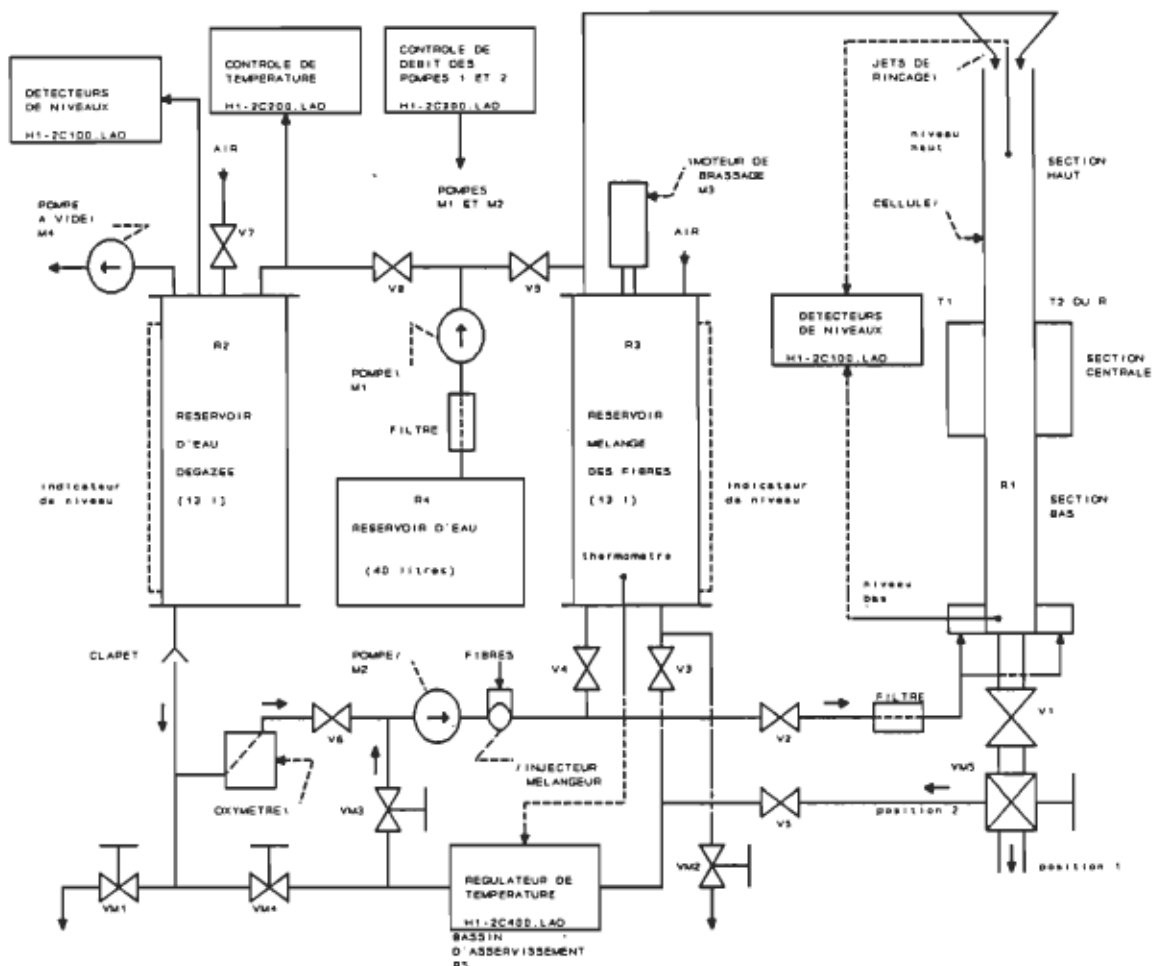 DETECTEURS
DE NIVEAUX
H1-2C100.LAO
CONTROLE DE
TEMPERATURE
H1-2C200.LAO
CONTROLE DE
DEBIT DES
POMPES 1 ET 2
H1-2C300.LAO
JETS DE
RINCAGE
niveau
haut
SECTION
HAUT
AIR
POMPES
M1 ET M2
MOTEUR DE
BRASSAGE
M3
POMPE
A VIDE
M4
V7
CELLULE
AIR
V8
V9
T1
T2 OU R
DETECTEURS
DE NIVEAUX
H1-2C100.LAO
R2
R3
SECTION
CENTRALE
POMPE
M1
RESERVOIR
D'EAU
DEGAZEE
(13 l)
FILTRE
RESERVOIR
MELANGE
DES FIBRES
(13 l)
indicateur
de niveau
R4
RESERVOIR D'EAU
(40 litres)
indicateur
de niveau
R1
SECTION
BAS
thermometre
niveau
bas
CLAPET
POMPE
M2
FIBRES
V4
V3
FILTRE
V6
V2
V1
INJECTEUR
MELANGEUR
OXYMETRE
VM3
VM5
V5
position 2
VM2
position 1
VM1
VM4
REGULATEUR DE
TEMPERATURE
H1-2C400.LAO
BASSIN
D'ASSERVISSEMENT